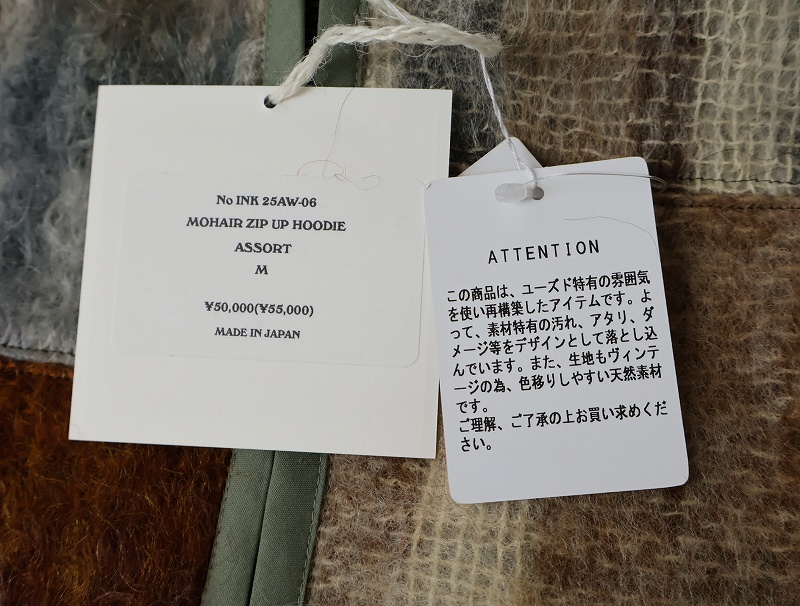 No INK 25AW-06
MOHAIR ZIP UP HOODIE
ASSORT
M
¥50,000(¥55,000)
MADE IN JAPAN
ATTENTION
この商品は、ユーズド特有の雰囲気
を使い再構築したアイテムです。よ
って、素材特有の汚れ、アタリ、ダ
メージ等をデザインとして落とし込
んでいます。また、生地もヴィンテ
ージの為、色移りしやすい天然素材
です。
ご理解、ご了承の上お買い求めくだ
さい。